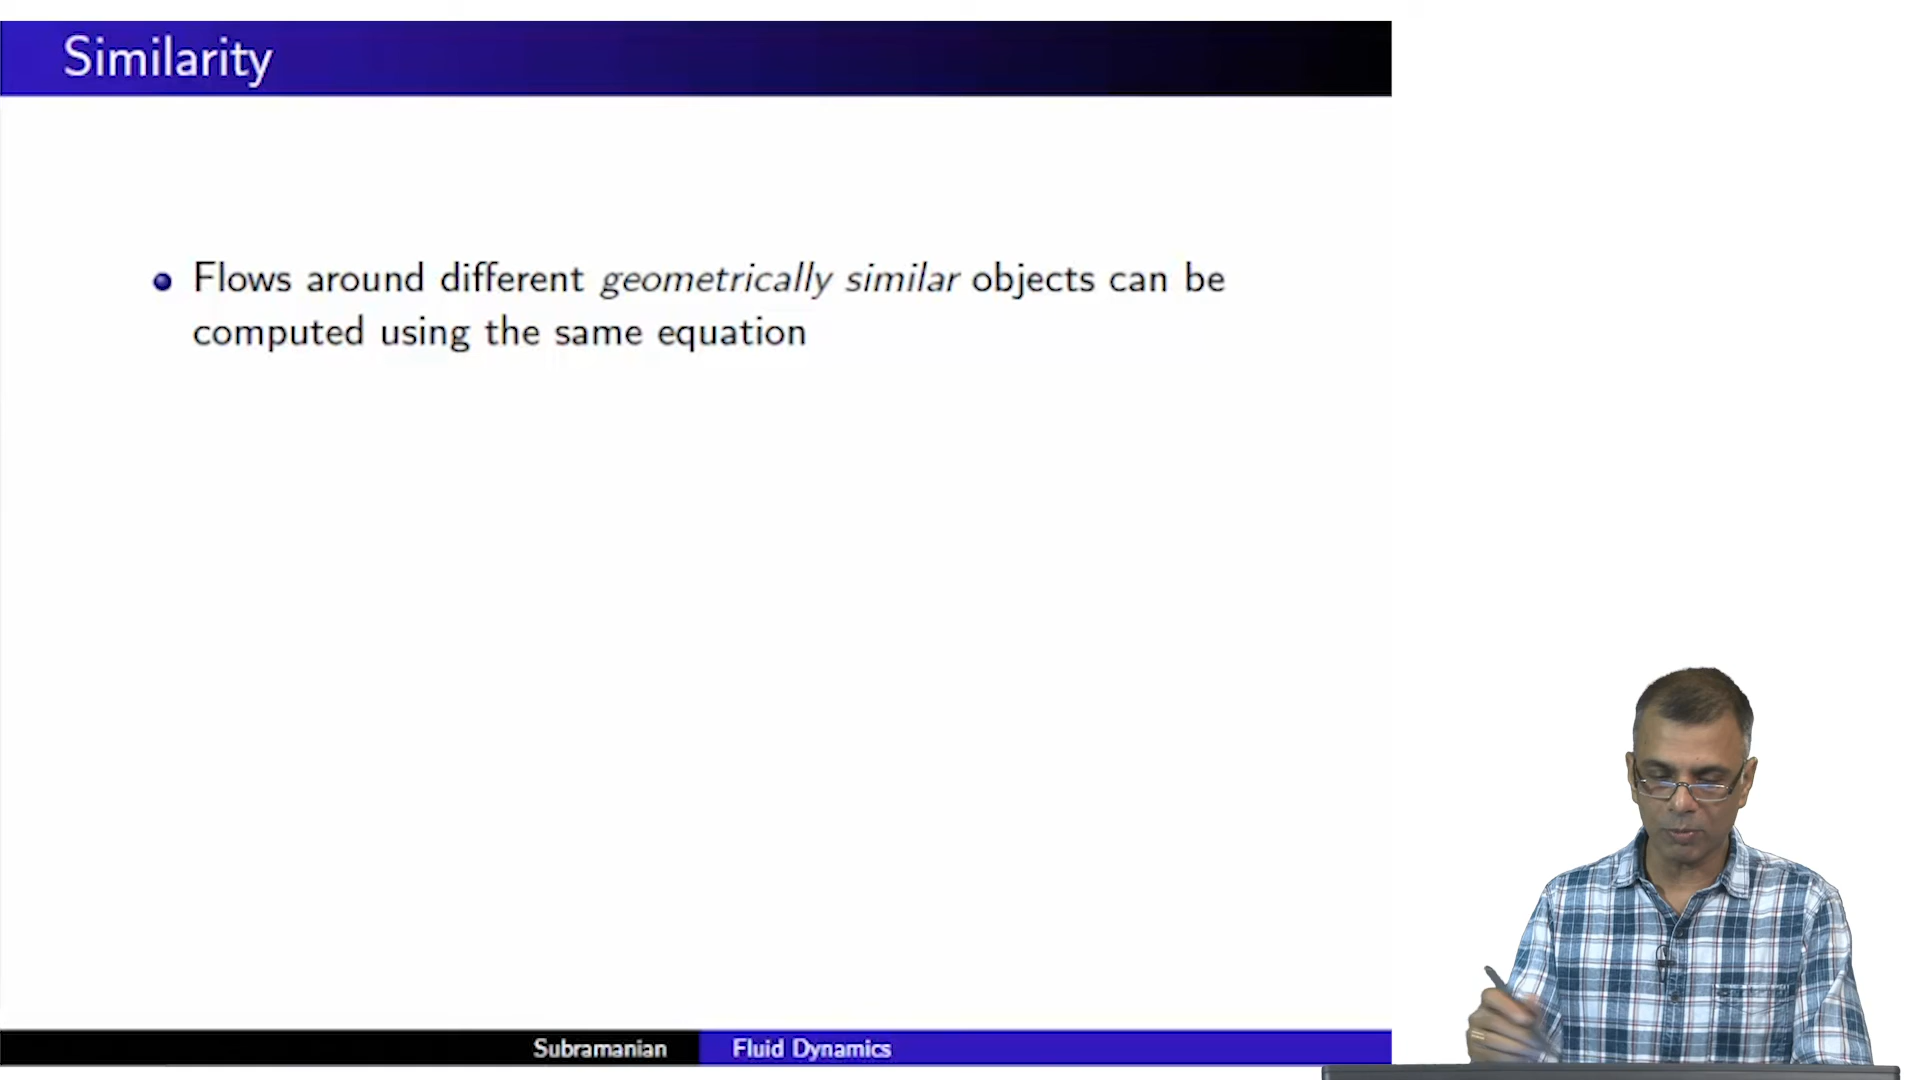 Similarity
Flows around different geometrically similar objects can be
computed using the same equation
Subramanian
Fluid Dynamics